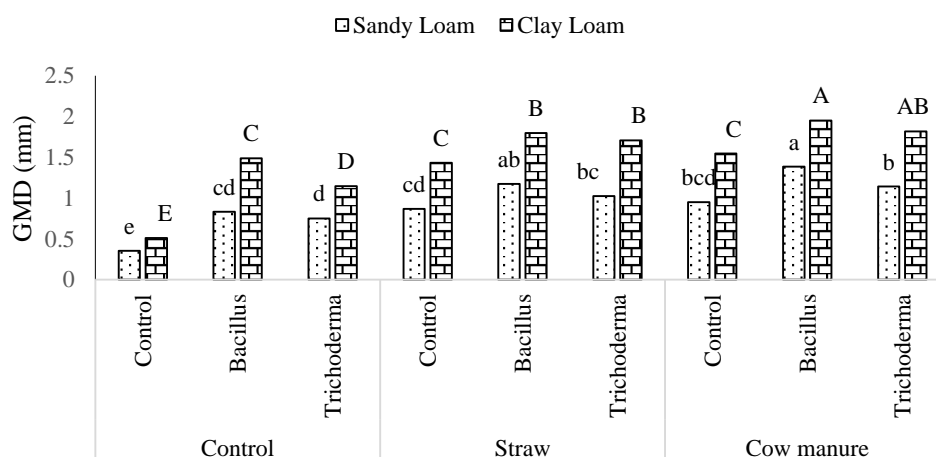 Sandy Loam Clay Loam
GMD (mm)
2.5
2
1.5
1
0.5
0
e E cd C d D cd C ab B bc B bcd C a A b AB
Control Bacillus Trichoderma Control Bacillus Trichoderma Control Bacillus Trichoderma
Control Straw Cow manure